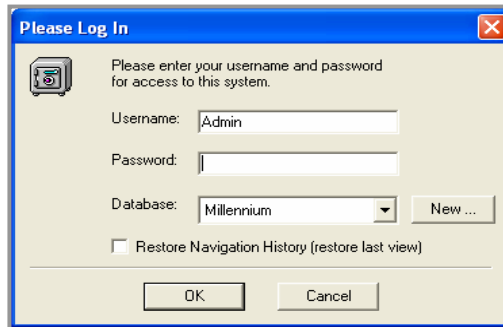 Please Log In
Please enter your username and password
for access to this system.
Username: Admin
Password:
Database: Millennium New ...
Restore Navigation History (restore last view)
OK Cancel